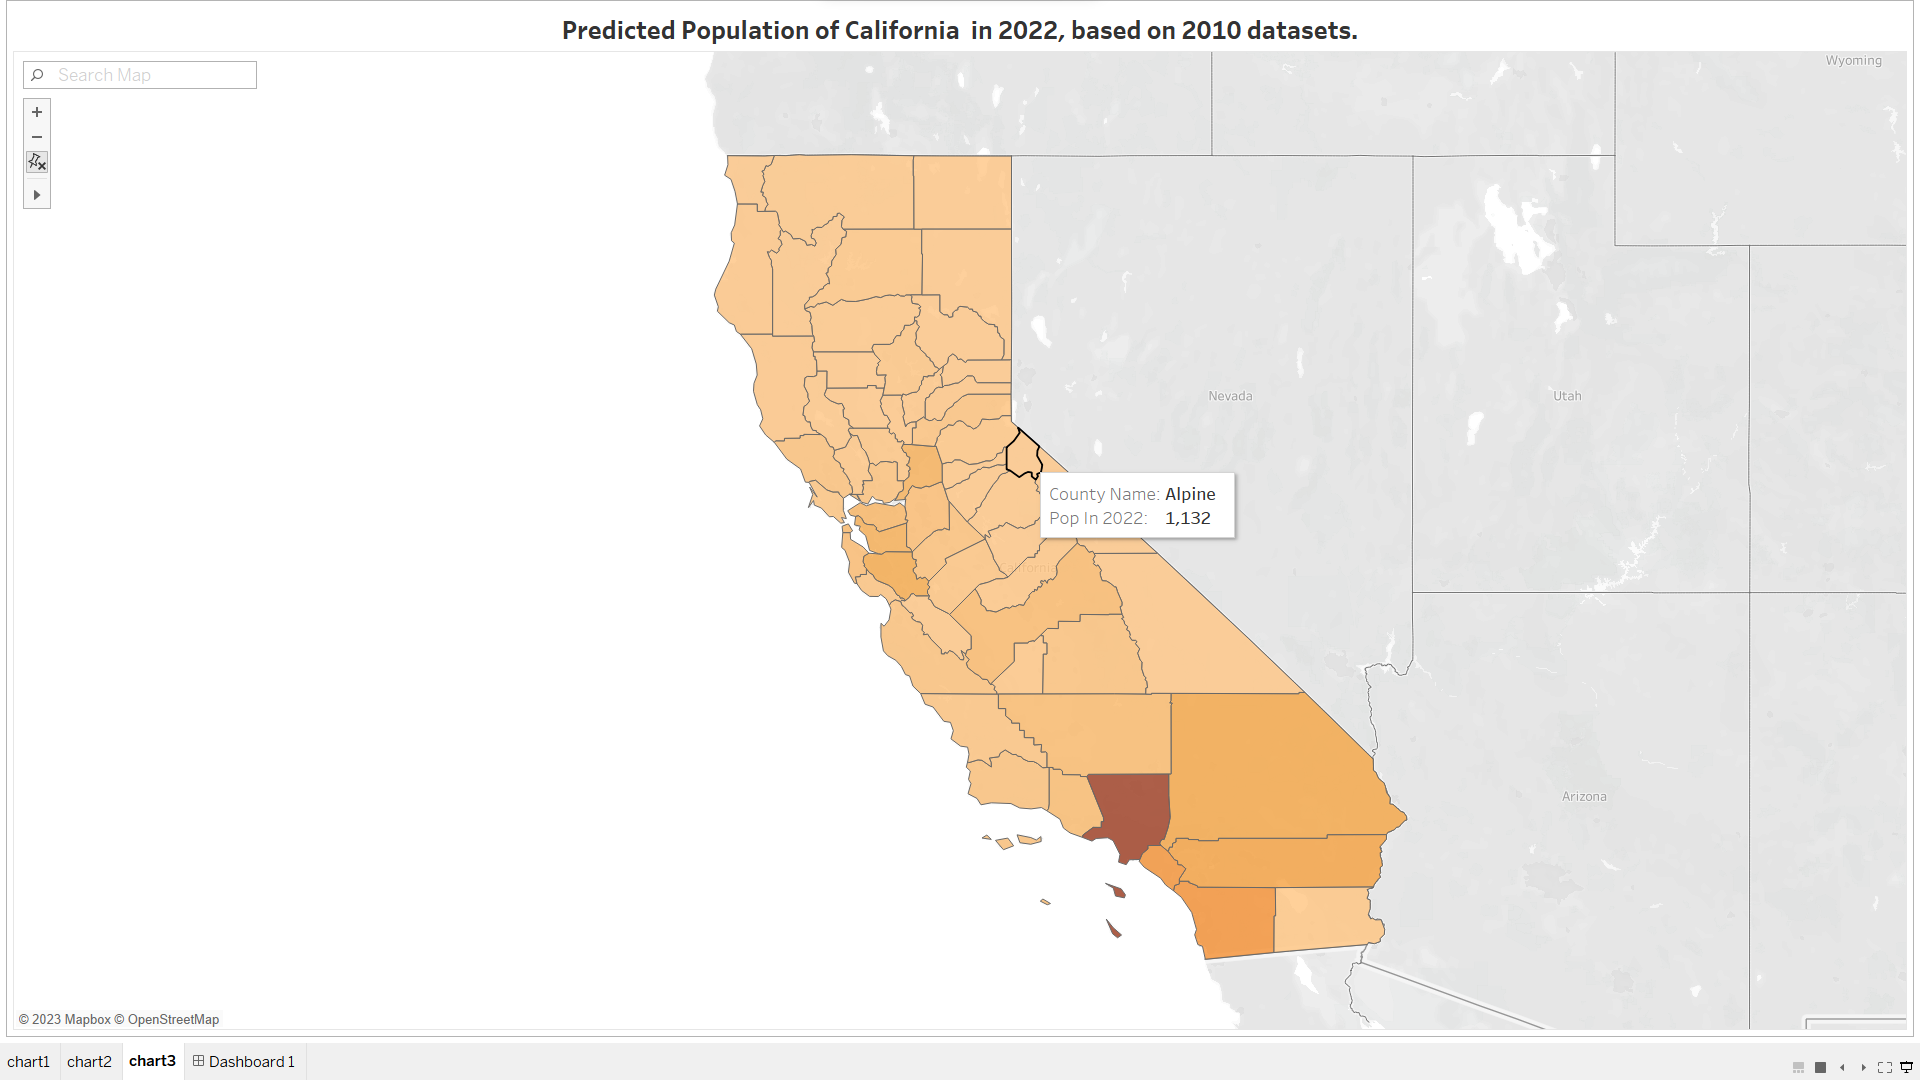 Predicted Population of California  in 2022, based on 2010 datasets.
Search Map
Wyoming
Nevada
Utah
County Name: Alpine
Pop In 2022: 1,132
California
Arizona
© 2023 Mapbox © OpenStreetMap
chart1
chart2
chart3
Dashboard 1